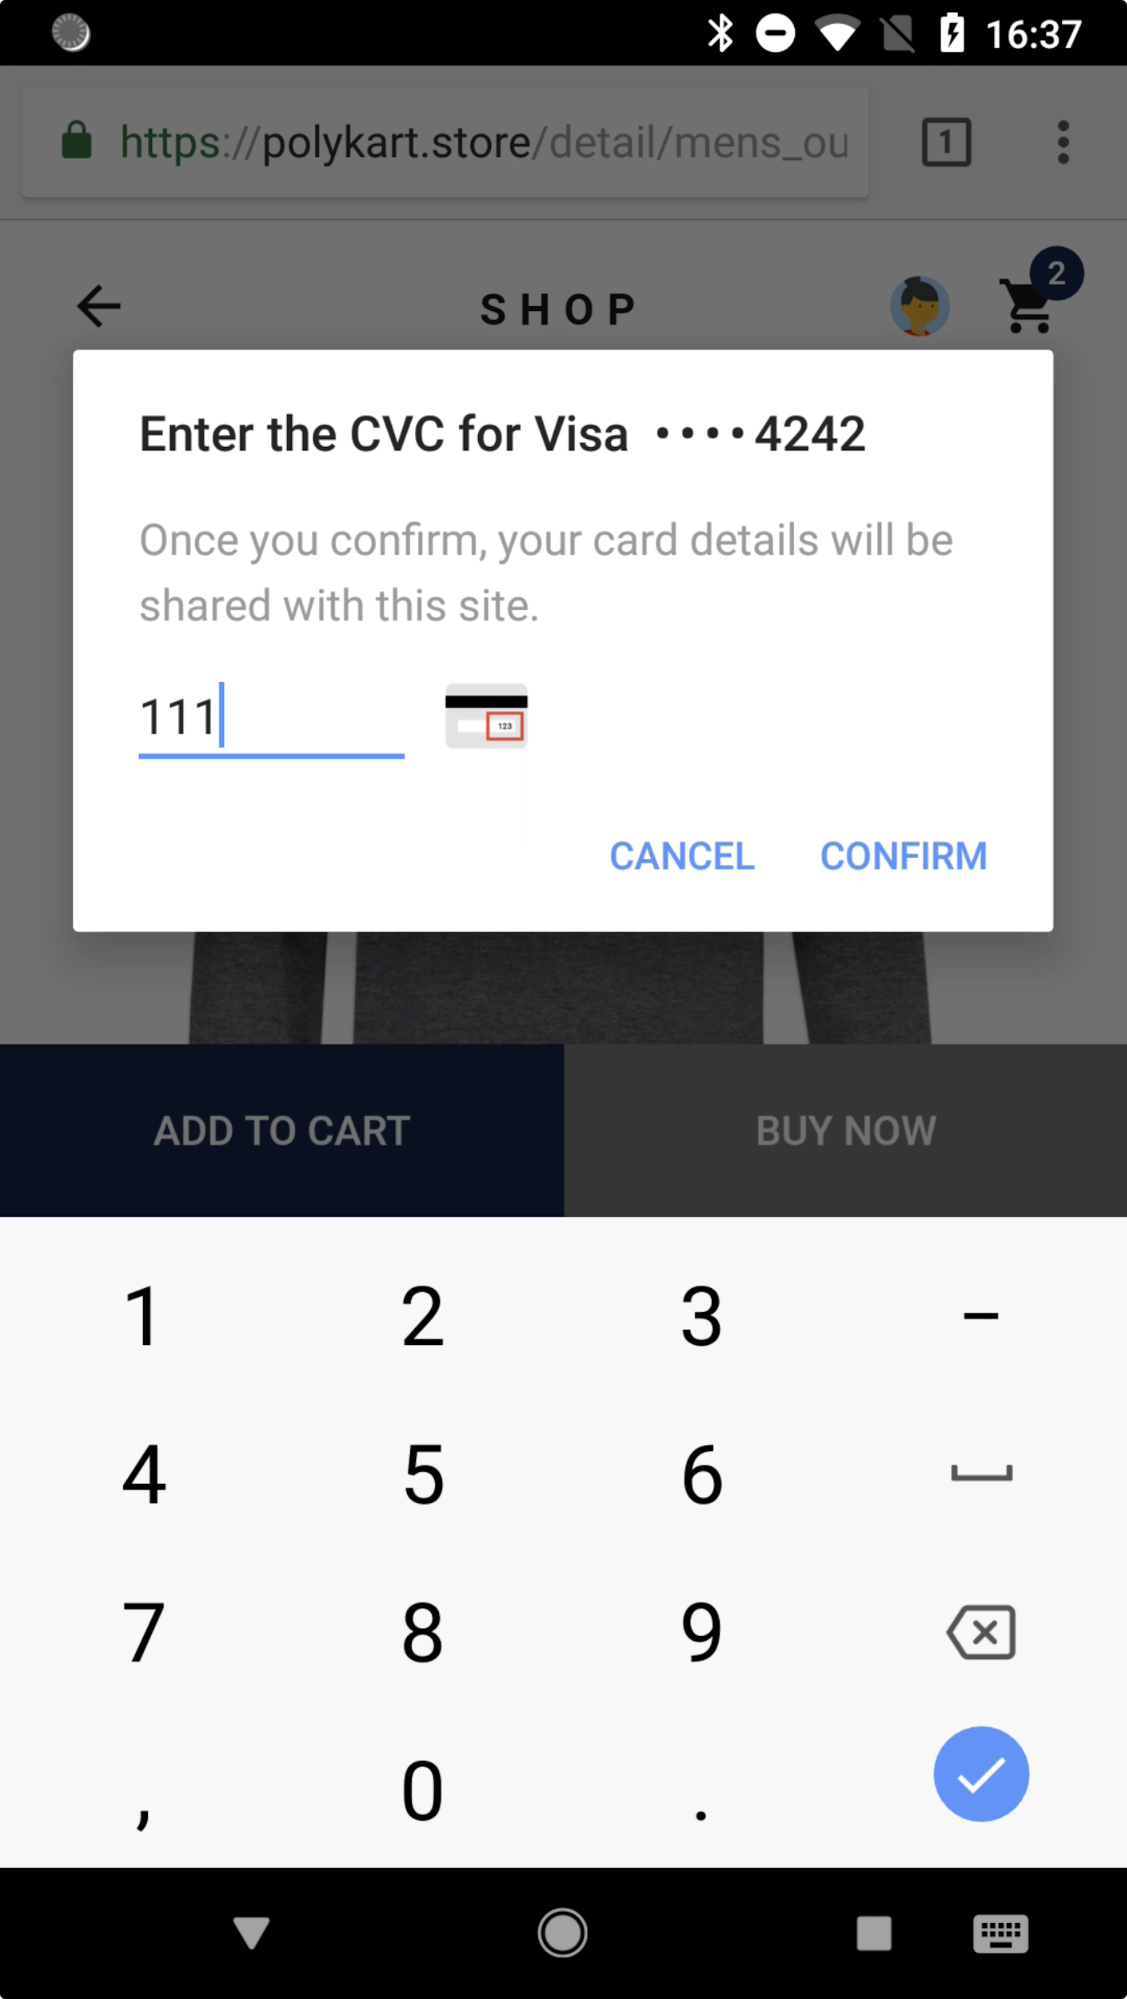 16:37
https://polykart.store/detail/mens_ou
1
SHOP
2
Enter the CVC for Visa ····4242
Once you confirm, your card details will be
shared with this site.
111
123
CANCEL CONFIRM
ADD TO CART BUY NOW
1 2 3 –
4 5 6
7 8 9
, 0 .